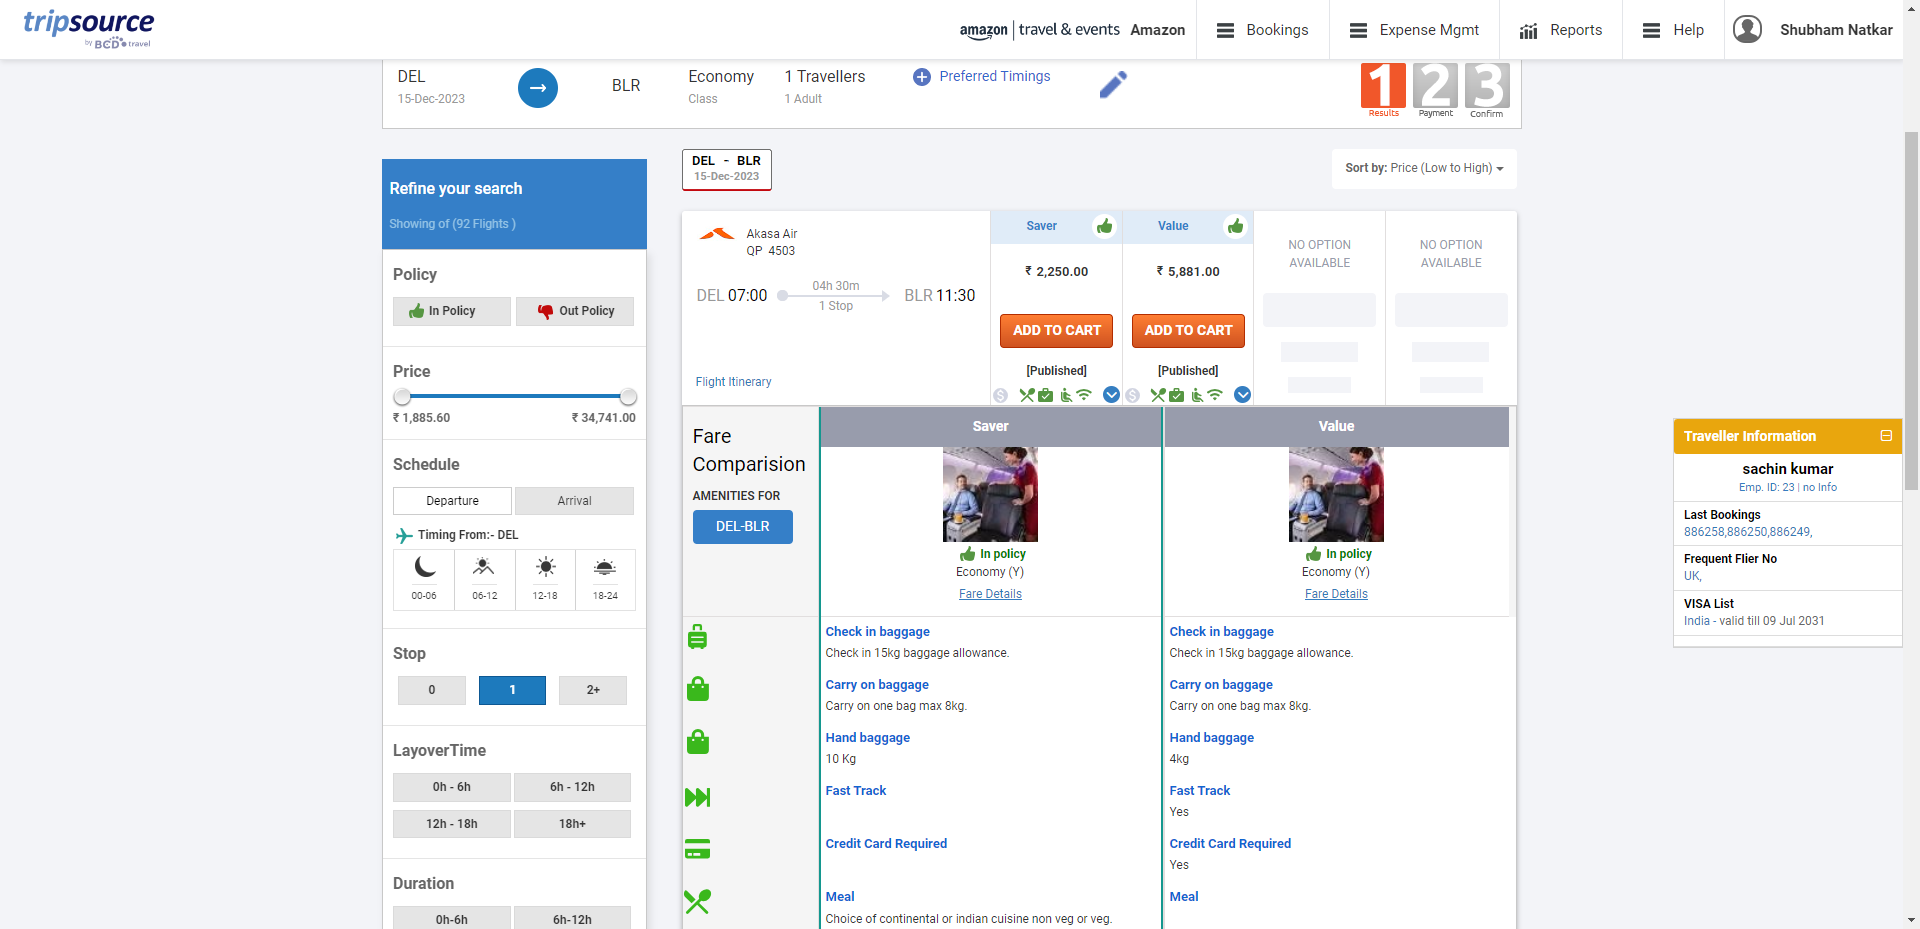 tripsource
by BCD travel
amazon travel & events Amazon
Bookings
Expense Mgmt
Reports
Help
Shubham Natkar
DEL
15-Dec-2023
BLR
Economy
Class
1 Travellers
1 Adult
Preferred Timings
1 2 3
Results Payment Confirm
Refine your search
Showing of (92 Flights )
Policy
In Policy
Out Policy
Price
₹ 1,885.60
₹ 34,741.00
Schedule
Departure
Arrival
Timing From:- DEL
00-06
06-12
12-18
18-24
Stop
0
1
2+
LayoverTime
0h - 6h
6h - 12h
12h - 18h
18h+
Duration
0h-6h
6h-12h
DEL - BLR
15-Dec-2023
Sort by: Price (Low to High)
Akasa Air
QP 4503
DEL 07:00
04h 30m
1 Stop
BLR 11:30
Flight Itinerary
Saver
₹ 2,250.00
ADD TO CART
[Published]
Value
₹ 5,881.00
ADD TO CART
[Published]
NO OPTION
AVAILABLE
NO OPTION
AVAILABLE
Fare
Comparision
AMENITIES FOR
DEL-BLR
Saver
In policy
Economy (Y)
Fare Details
Value
In policy
Economy (Y)
Fare Details
Check in baggage
Check in 15kg baggage allowance.
Check in baggage
Check in 15kg baggage allowance.
Carry on baggage
Carry on one bag max 8kg.
Carry on baggage
Carry on one bag max 8kg.
Hand baggage
10 Kg
Hand baggage
4kg
Fast Track
Fast Track
Yes
Credit Card Required
Credit Card Required
Yes
Meal
Choice of continental or indian cuisine non veg or veg.
Meal
Traveller Information
sachin kumar
Emp. ID: 23 | no Info
Last Bookings
886258,886250,886249,
Frequent Flier No
UK,
VISA List
India - valid till 09 Jul 2031